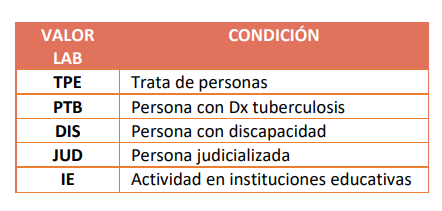 VALOR LAB CONDICIÓN
TPE Trata de personas
PTB Persona con Dx tuberculosis
DIS Persona con discapacidad
JUD Persona judicializada
IE Actividad en instituciones educativas